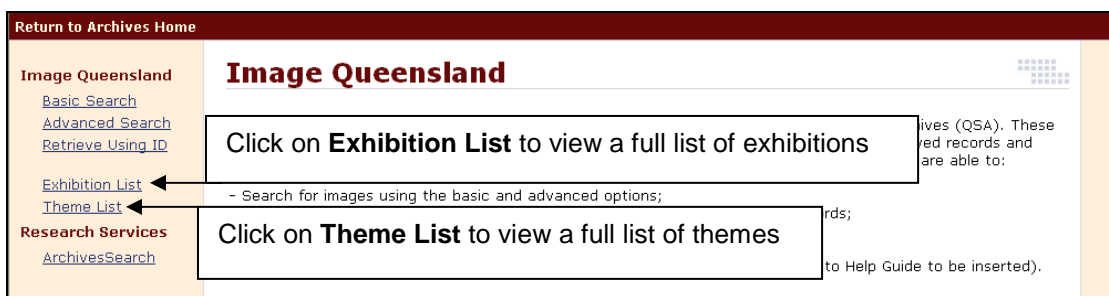 Return to Archives Home
Image Queensland
Basic Search
Advanced Search
Retrieve Using ID
Exhibition List
Theme List
Research Services
ArchivesSearch
Image Queensland
(QSA). These
records and
are able to:
Click on Exhibition List to view a full list of exhibitions
- Search for images using the basic and advanced options;
Click on Theme List to view a full list of themes
to Help Guide to be inserted).